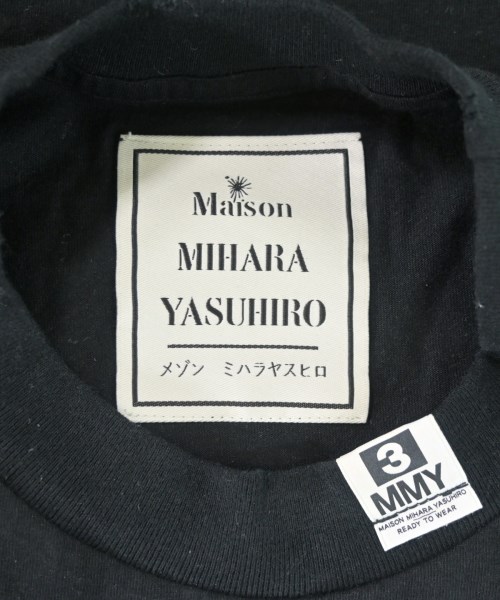 Maison
MIHARA
YASUHIRO
メゾン ミハラヤスヒロ
3
MMY
MAISON MIHARA YASUHIRO
READY TO WEAR